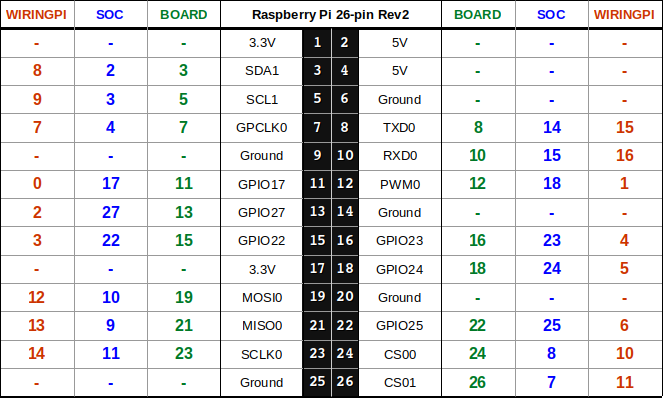 WIRINGPI SOC BOARD Raspberry Pi 26-pin Rev2 BOARD SOC WIRINGPI
- - - 3.3V 1 2 5V - - -
8 2 3 SDA1 3 4 5V - - -
9 3 5 SCL1 5 6 Ground - - -
7 4 7 GPCLK0 7 8 TXD0 8 14 15
- - - Ground 9 10 RXD0 10 15 16
0 17 11 GPIO17 11 12 PWM0 12 18 1
2 27 13 GPIO27 13 14 Ground - - -
3 22 15 GPIO22 15 16 GPIO23 16 23 4
- - - 3.3V 17 18 GPIO24 18 24 5
12 10 19 MOSI0 19 20 Ground - - -
13 9 21 MISO0 21 22 GPIO25 22 25 6
14 11 23 SCLK0 23 24 CS00 24 8 10
- - - Ground 25 26 CS01 26 7 11